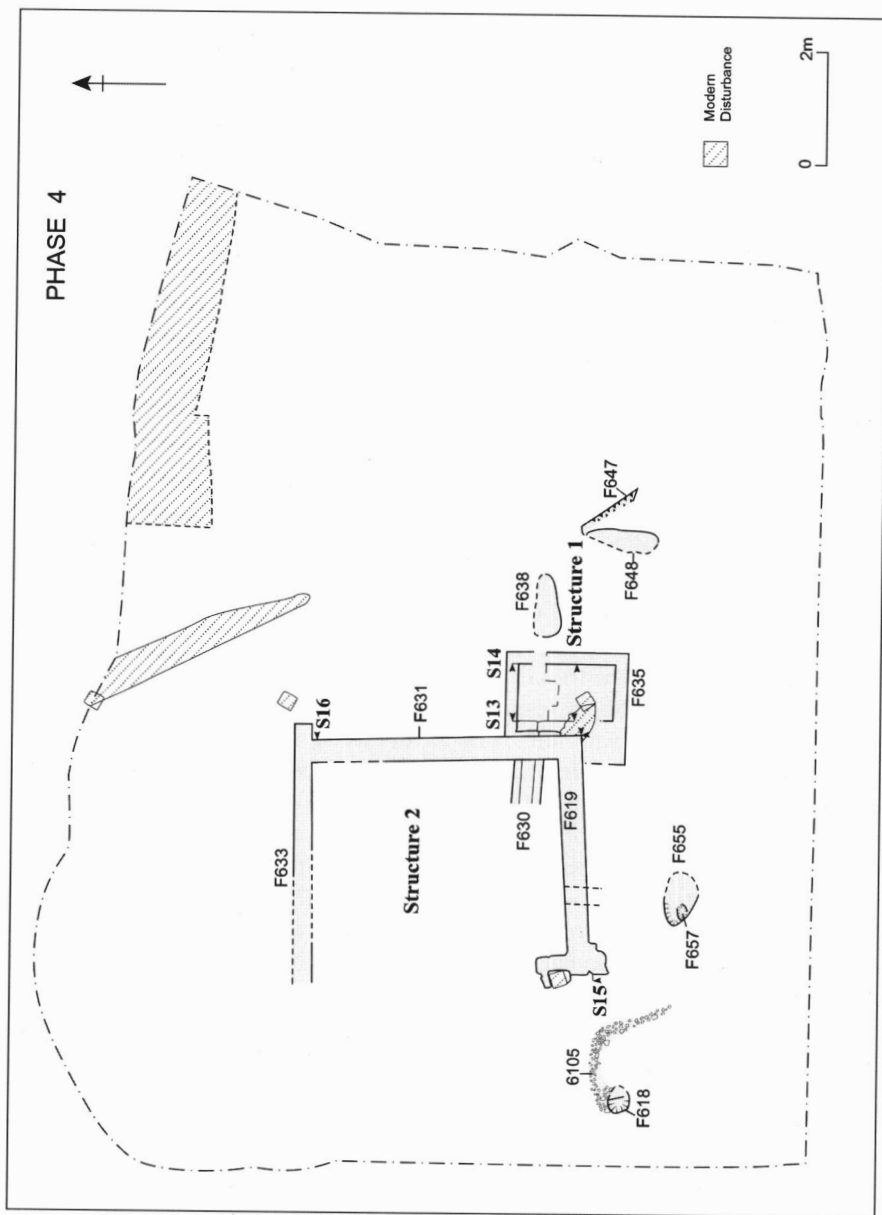 PHASE 4
Modern
Disturbance
0
2m
S16
F633
F631
Structure 2
S13
S14
F638
Structure 1
F647
F648
F635
F630
F619
S15
6105
F618
F657
F655